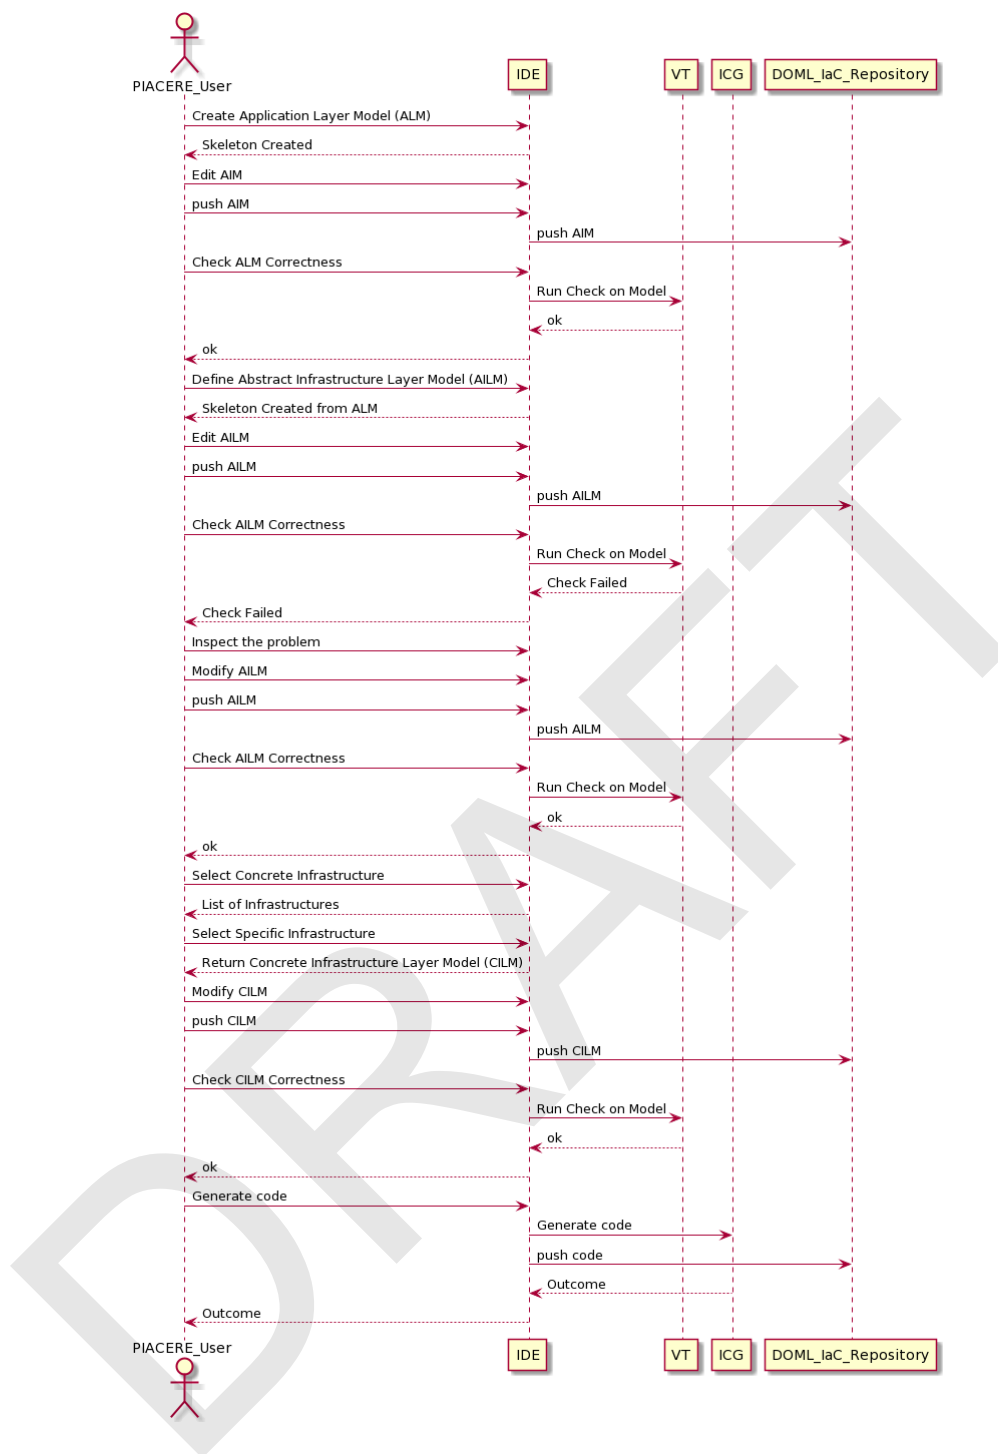 PIACERE_User
IDE
VT
ICG
DOML_IaC_Repository
Create Application Layer Model (ALM)
Skeleton Created
Edit AIM
push AIM
push AIM
Check ALM Correctness
Run Check on Model
ok
ok
Define Abstract Infrastructure Layer Model (AILM)
Skeleton Created from ALM
Edit AILM
push AILM
push AILM
Check AILM Correctness
Run Check on Model
Check Failed
Check Failed
Inspect the problem
Modify AILM
push AILM
push AILM
Check AILM Correctness
Run Check on Model
ok
ok
Select Concrete Infrastructure
List of Infrastructures
Select Specific Infrastructure
Return Concrete Infrastructure Layer Model (CILM)
Modify CILM
push CILM
push CILM
Check CILM Correctness
Run Check on Model
ok
ok
Generate code
Generate code
push code
Outcome
Outcome
PIACERE_User
IDE
VT
ICG
DOML_IaC_Repository
DRAFT